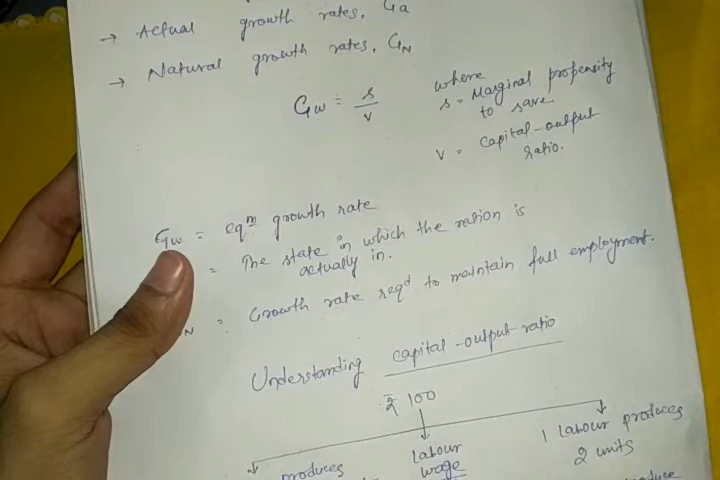 → Actual growth rates, Ga
→ Natural growth rates, GN
Gw = s/v
where
s = Marginal propensity
to save
v = Capital-output
ratio.
Gw = eqm growth rate
= The state in which the nation is
actually in.
N = Growth rate reqd to maintain full employment.
Understanding capital-output-ratio
₹ 100
produces
Labour
wage
1 Labour produces
2 units